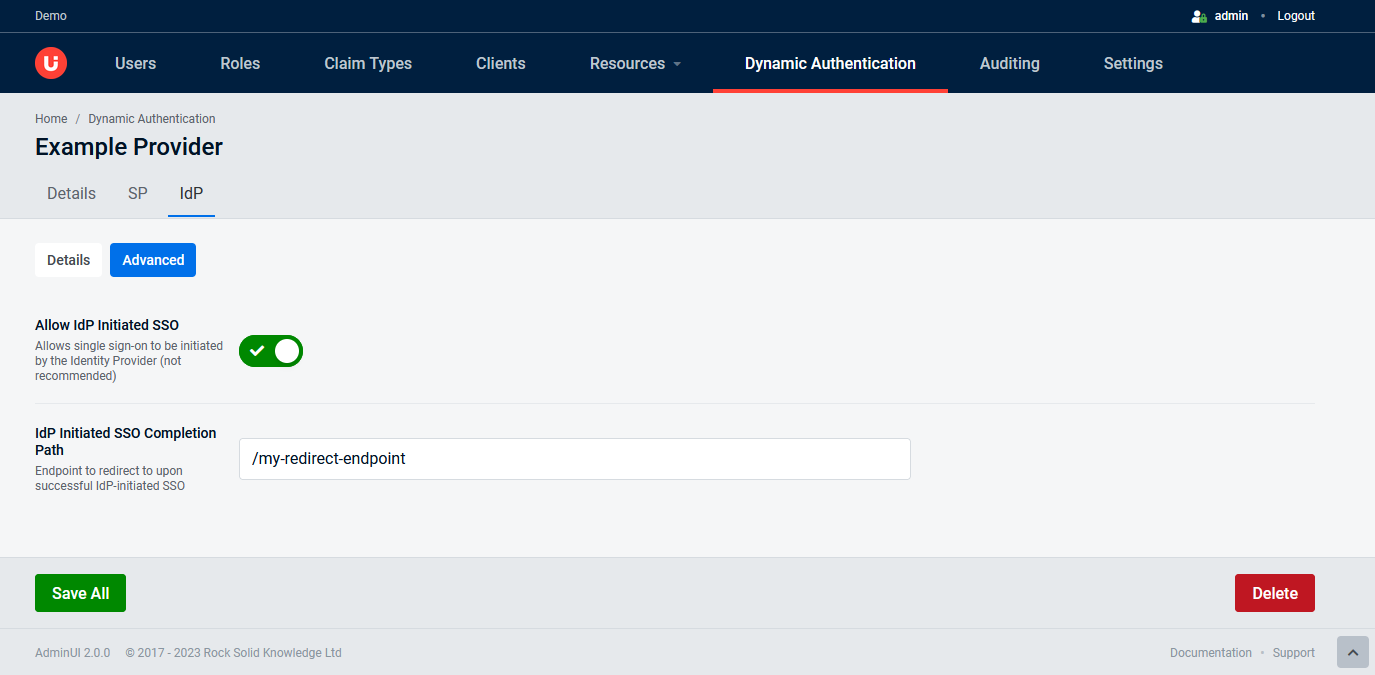 Demo
admin • Logout
Users Roles Claim Types Clients Resources Dynamic Authentication Auditing Settings
Home / Dynamic Authentication
Example Provider
Details SP IdP
Details Advanced
Allow IdP Initiated SSO
Allows single sign-on to be initiated
by the Identity Provider (not
recommended)
IdP Initiated SSO Completion
Path
Endpoint to redirect to upon
successful IdP-initiated SSO
/my-redirect-endpoint
Save All
Delete
AdminUI 2.0.0 © 2017 - 2023 Rock Solid Knowledge Ltd
Documentation • Support